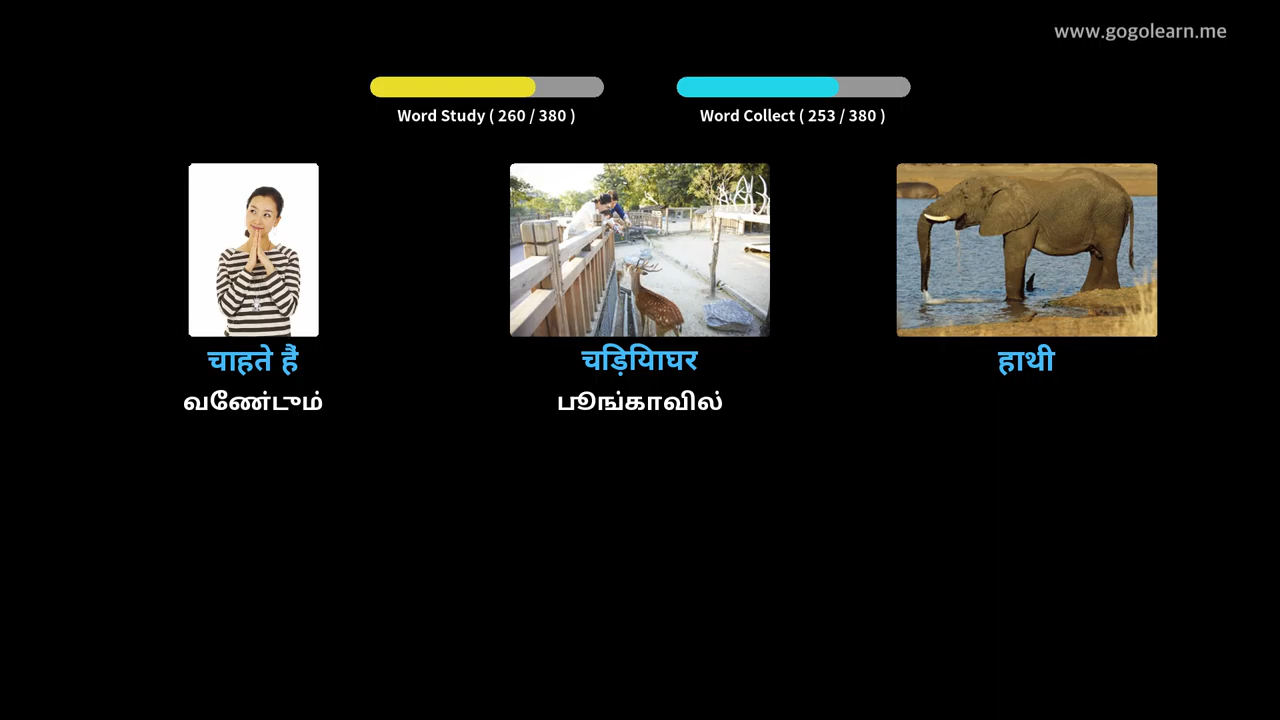 www.gogolearn.me
Word Study ( 260 / 380 )
Word Collect ( 253 / 380 )
चाहते हैं
चड़ियािघर
हाथी
வண்ேடும்
பூங்காவில்